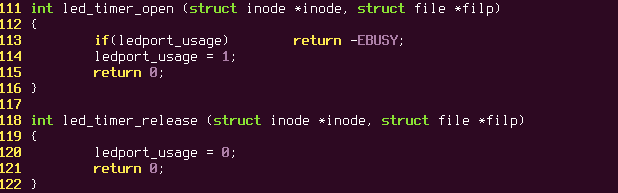 111 int led_timer_open (struct inode *inode, struct file *filp)
112 {
113         if(ledport_usage)        return -EBUSY;
114         ledport_usage = 1;
115         return 0;
116 }
117
118 int led_timer_release (struct inode *inode, struct file *filp)
119 {
120         ledport_usage = 0;
121         return 0;
122 }